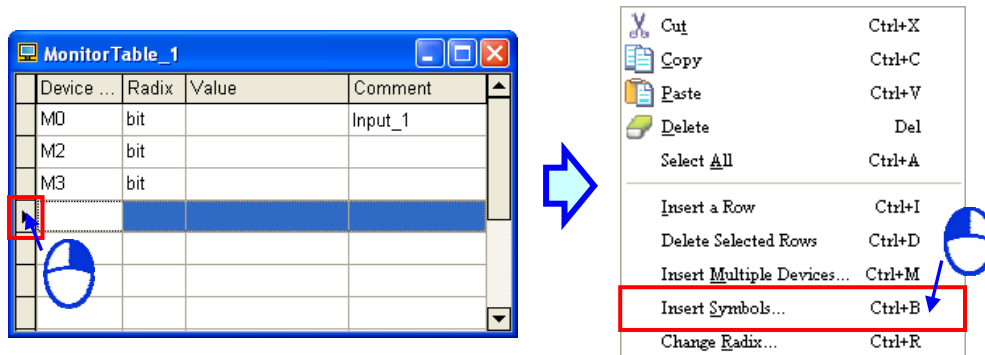 MonitorTable_1
Device ... Radix Value Comment
M0 bit Input_1
M2 bit
M3 bit
Cut Ctrl+X
Copy Ctrl+C
Paste Ctrl+V
Delete Del
Select All Ctrl+A
Insert a Row Ctrl+I
Delete Selected Rows Ctrl+D
Insert Multiple Devices... Ctrl+M
Insert Symbols... Ctrl+B
Change Radix... Ctrl+R